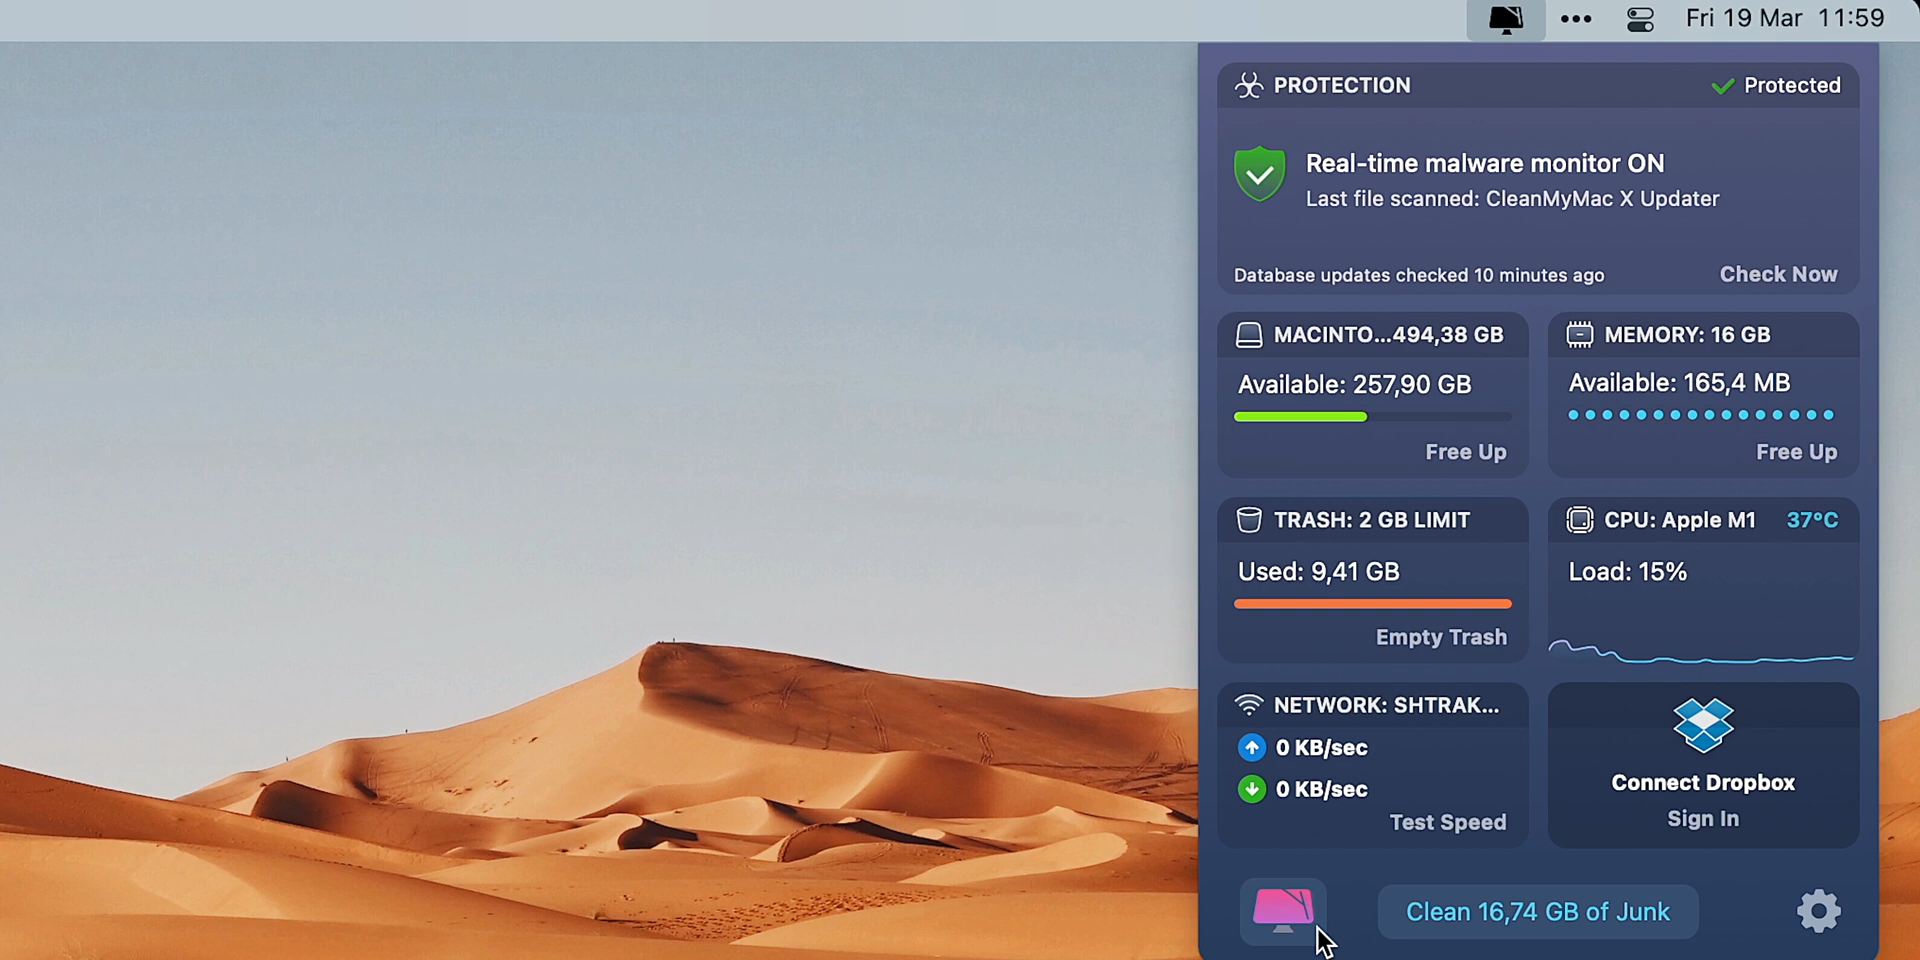 Fri 19 Mar 11:59
PROTECTION
Protected
Real-time malware monitor ON
Last file scanned: CleanMyMac X Updater
Database updates checked 10 minutes ago
Check Now
MACINTO...494,38 GB
Available: 257,90 GB
Free Up
MEMORY: 16 GB
Available: 165,4 MB
Free Up
TRASH: 2 GB LIMIT
Used: 9,41 GB
Empty Trash
CPU: Apple M1 37°C
Load: 15%
NETWORK: SHTRAK...
0 KB/sec
0 KB/sec
Test Speed
Connect Dropbox
Sign In
Clean 16,74 GB of Junk